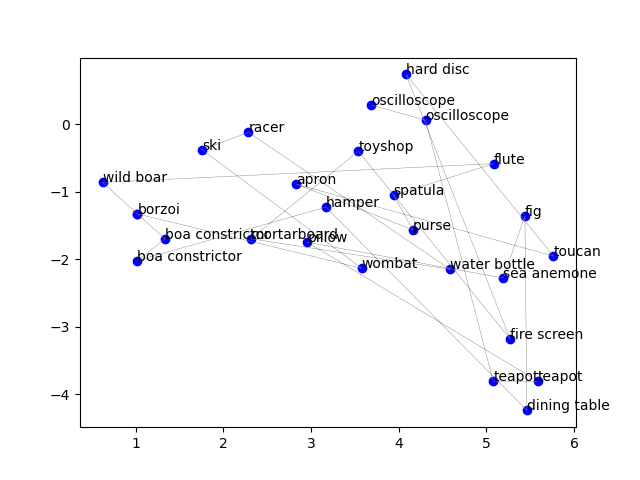 hard disc
oscilloscope
oscilloscope
racer
ski
toyshop
flute
wild boar
apron
spatula
hamper
borzoi
fig
purse
boa constrictor
mortarboard
pillow
toucan
boa constrictor
wombat
water bottle
sea anemone
fire screen
teapot
teapot
dining table
0
−1
−2
−3
−4
1
2
3
4
5
6